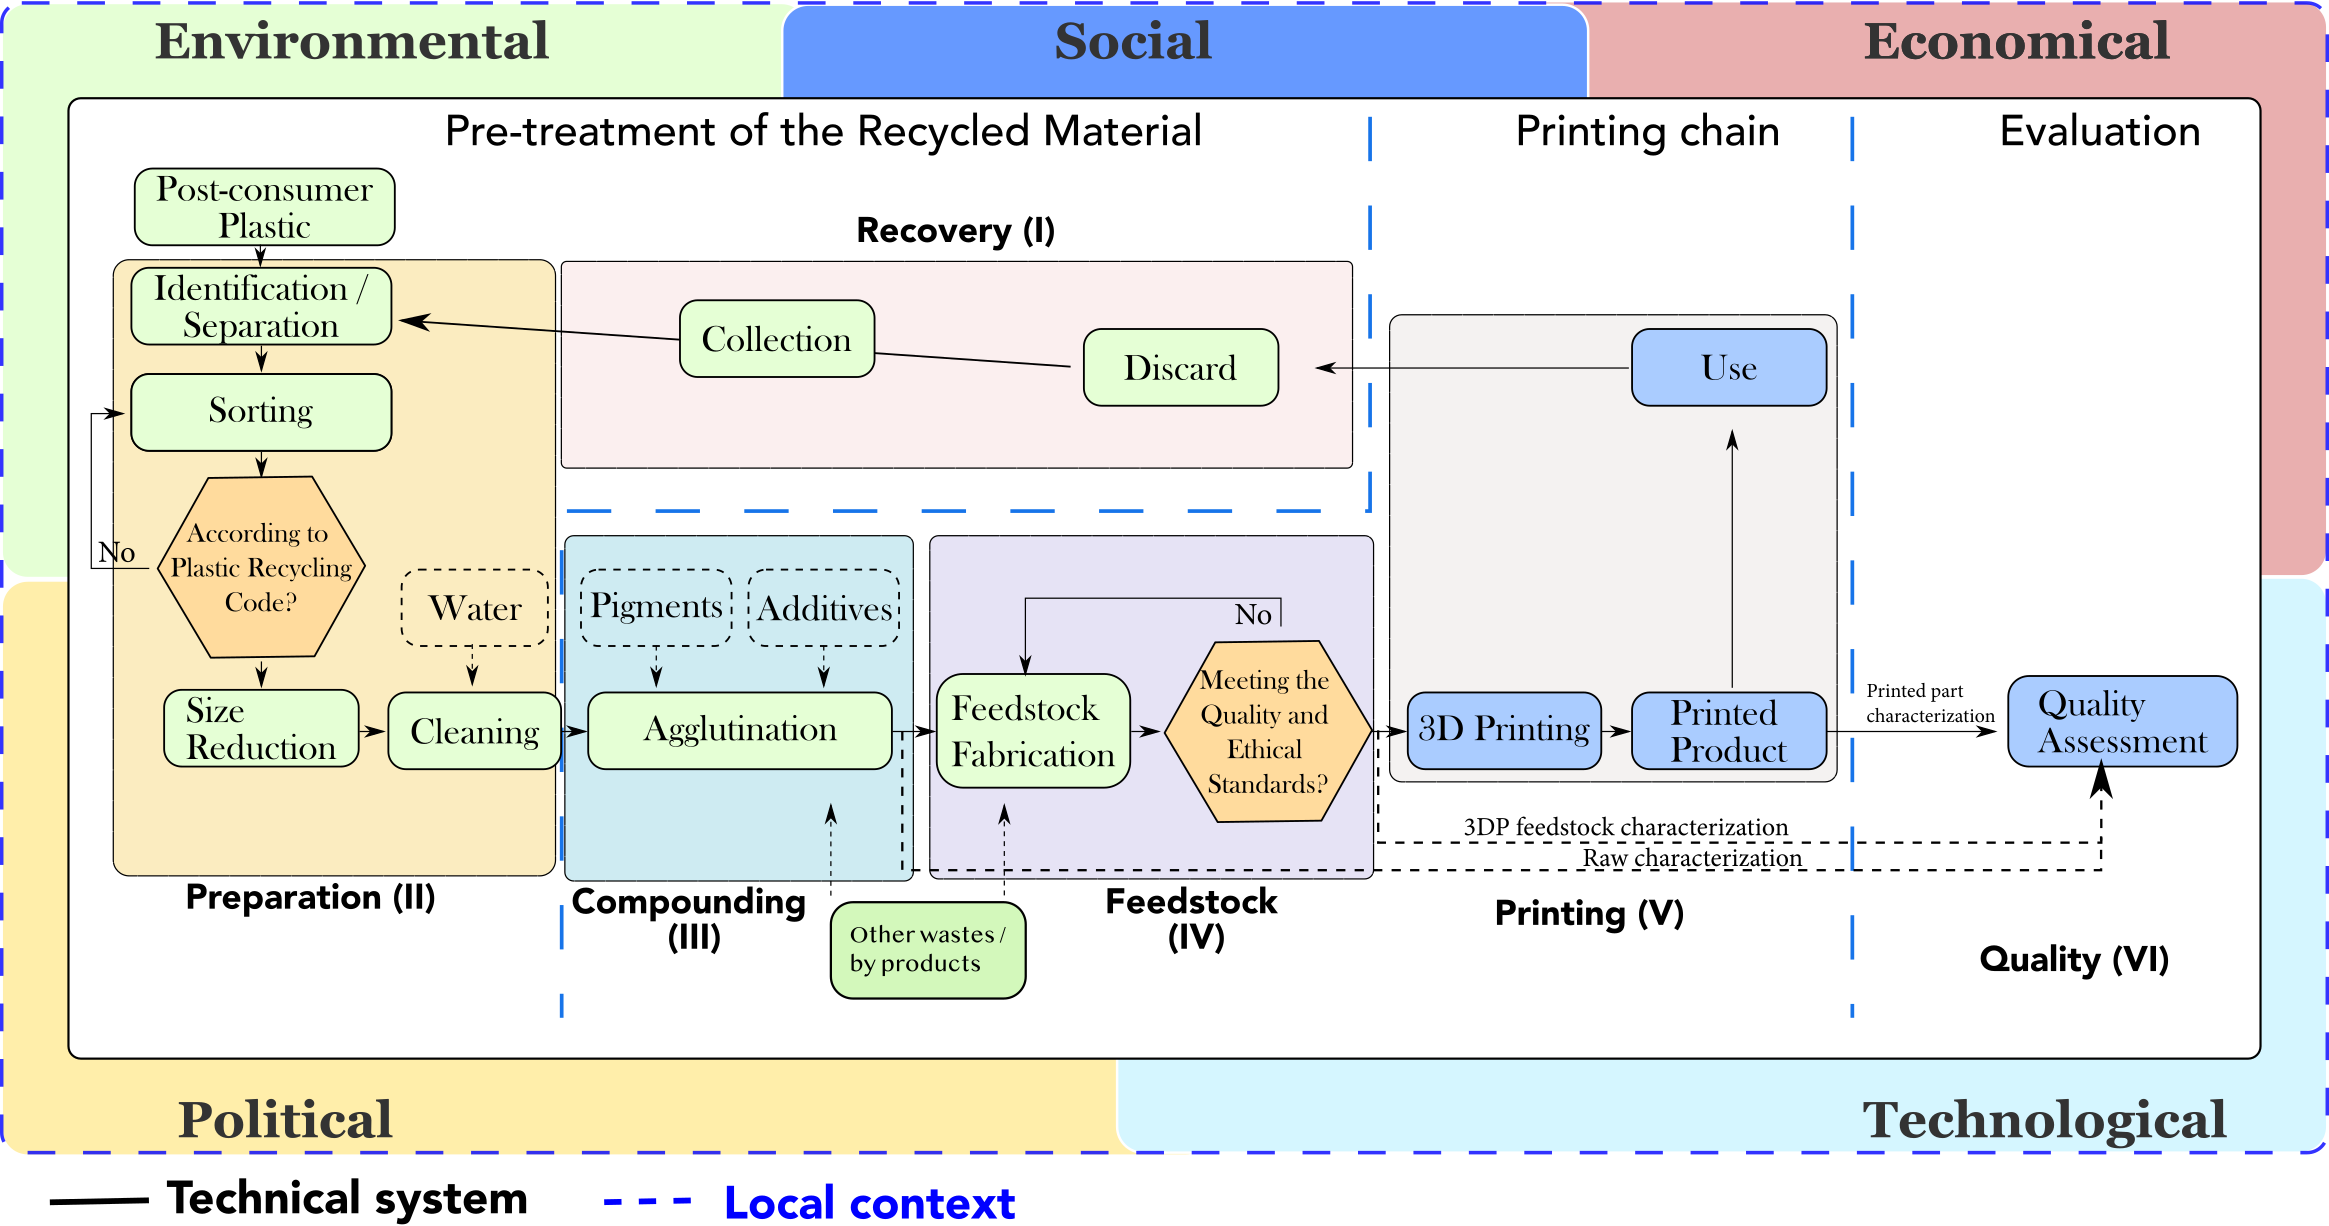 Environmental
Social
Economical
Pre-treatment of the Recycled Material
Printing chain
Evaluation
Post-consumer
Plastic
Recovery (I)
Identification /
Separation
Collection
Discard
Use
Sorting
According to
Plastic Recycling
Code?
No
Water
Pigments
Additives
No
Meeting the
Quality and
Ethical
Standards?
Size
Reduction
Cleaning
Agglutination
Feedstock
Fabrication
3D Printing
Printed
Product
Printed part
characterization
Quality
Assessment
3DP feedstock characterization
Raw characterization
Preparation (II)
Compounding
(III)
Other wastes /
by products
Feedstock
(IV)
Printing (V)
Quality (VI)
Political
Technological
Technical system
Local context